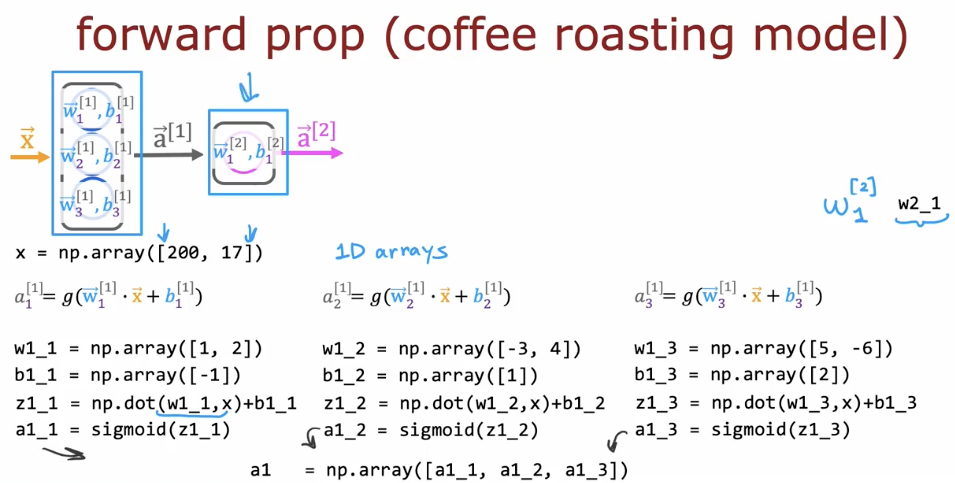 forward prop (coffee roasting model)
x⃗
w⃗₁^[1], b₁^[1]
w⃗₂^[1], b₂^[1]
w⃗₃^[1], b₃^[1]
a⃗^[1]
w⃗₁^[2], b₁^[2]
a⃗^[2]
w₁^[2] w2_1
x = np.array([200, 17]) 1D arrays
a₁^[1] = g(w⃗₁^[1] · x⃗ + b₁^[1]) a₂^[1] = g(w⃗₂^[1] · x⃗ + b₂^[1]) a₃^[1] = g(w⃗₃^[1] · x⃗ + b₃^[1])
w1_1 = np.array([1, 2]) w1_2 = np.array([-3, 4]) w1_3 = np.array([5, -6])
b1_1 = np.array([-1]) b1_2 = np.array([1]) b1_3 = np.array([2])
z1_1 = np.dot(w1_1,x)+b1_1 z1_2 = np.dot(w1_2,x)+b1_2 z1_3 = np.dot(w1_3,x)+b1_3
a1_1 = sigmoid(z1_1) a1_2 = sigmoid(z1_2) a1_3 = sigmoid(z1_3)
a1 = np.array([a1_1, a1_2, a1_3])